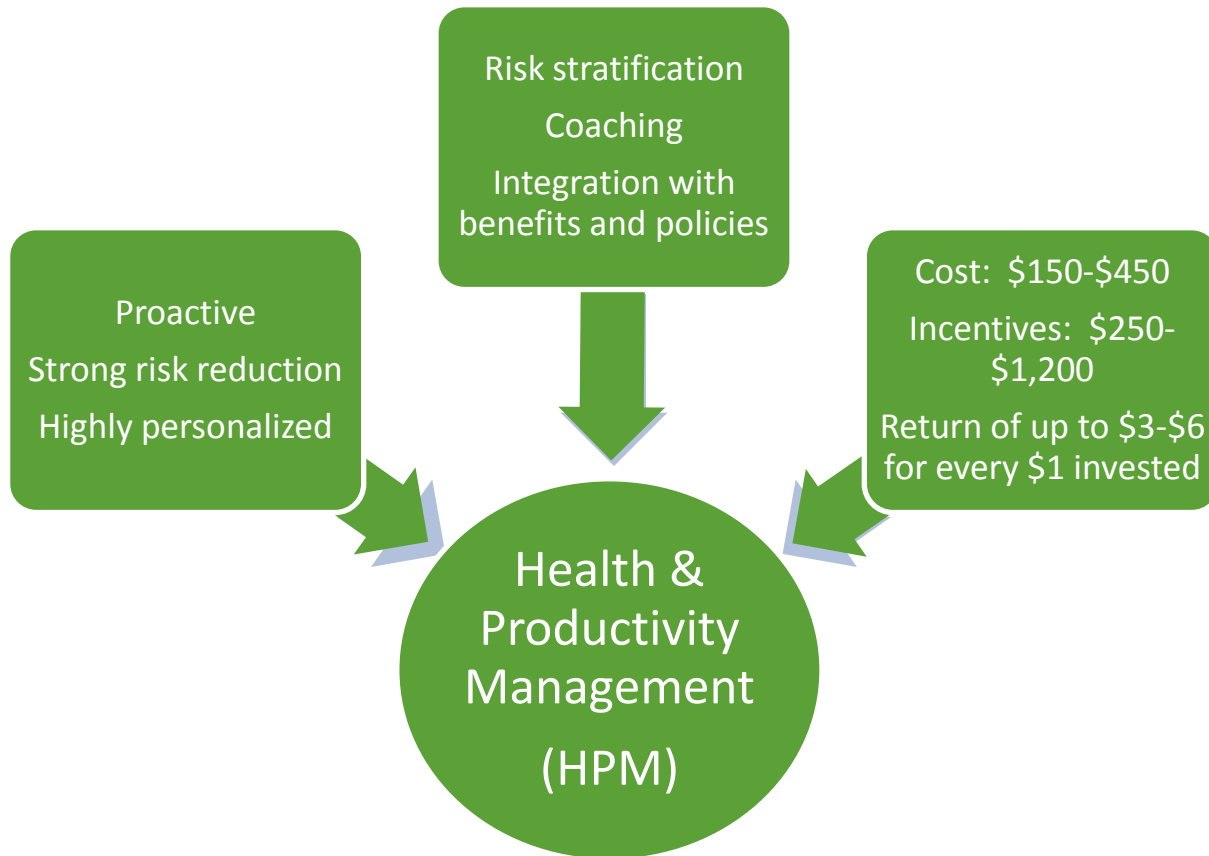 Risk stratification
Coaching
Integration with
benefits and policies
Proactive
Strong risk reduction
Highly personalized
Cost:  $150-$450
Incentives:  $250-
$1,200
Return of up to $3-$6
for every $1 invested
Health &
Productivity
Management
(HPM)